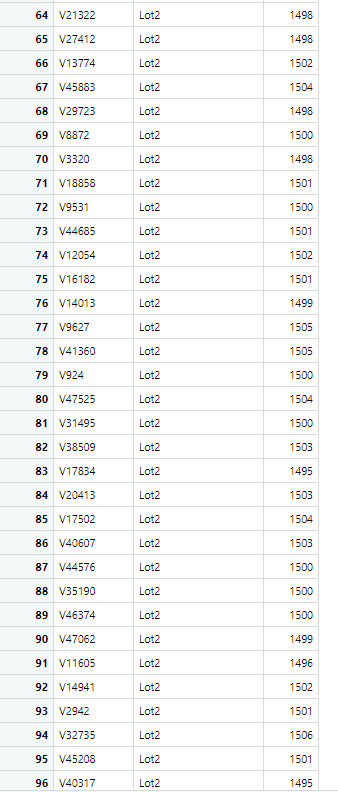 64 V21322 Lot2 1498
65 V27412 Lot2 1498
66 V13774 Lot2 1502
67 V45883 Lot2 1504
68 V29723 Lot2 1498
69 V8872 Lot2 1500
70 V3320 Lot2 1498
71 V18858 Lot2 1501
72 V9531 Lot2 1500
73 V44685 Lot2 1501
74 V12054 Lot2 1502
75 V16182 Lot2 1501
76 V14013 Lot2 1499
77 V9627 Lot2 1505
78 V41360 Lot2 1505
79 V924 Lot2 1500
80 V47525 Lot2 1504
81 V31495 Lot2 1500
82 V38509 Lot2 1503
83 V17834 Lot2 1495
84 V20413 Lot2 1503
85 V17502 Lot2 1504
86 V40607 Lot2 1503
87 V44576 Lot2 1500
88 V35190 Lot2 1500
89 V46374 Lot2 1500
90 V47062 Lot2 1499
91 V11605 Lot2 1496
92 V14941 Lot2 1502
93 V2942 Lot2 1501
94 V32735 Lot2 1506
95 V45208 Lot2 1501
96 V40317 Lot2 1495